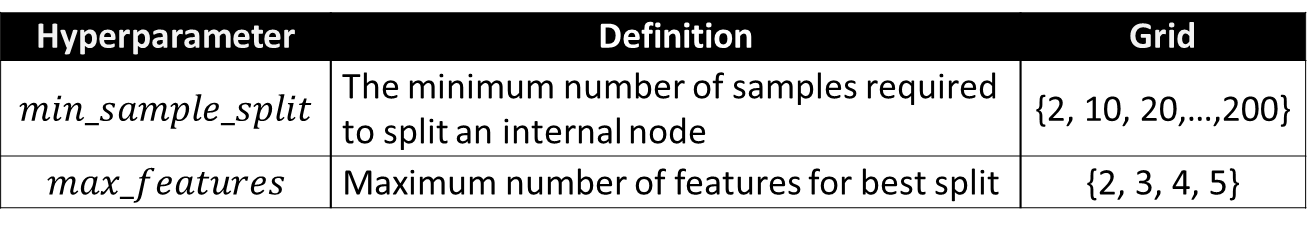 Hyperparameter Definition Grid
min_sample_split The minimum number of samples required to split an internal node {2, 10, 20,...,200}
max_features Maximum number of features for best split {2, 3, 4, 5}